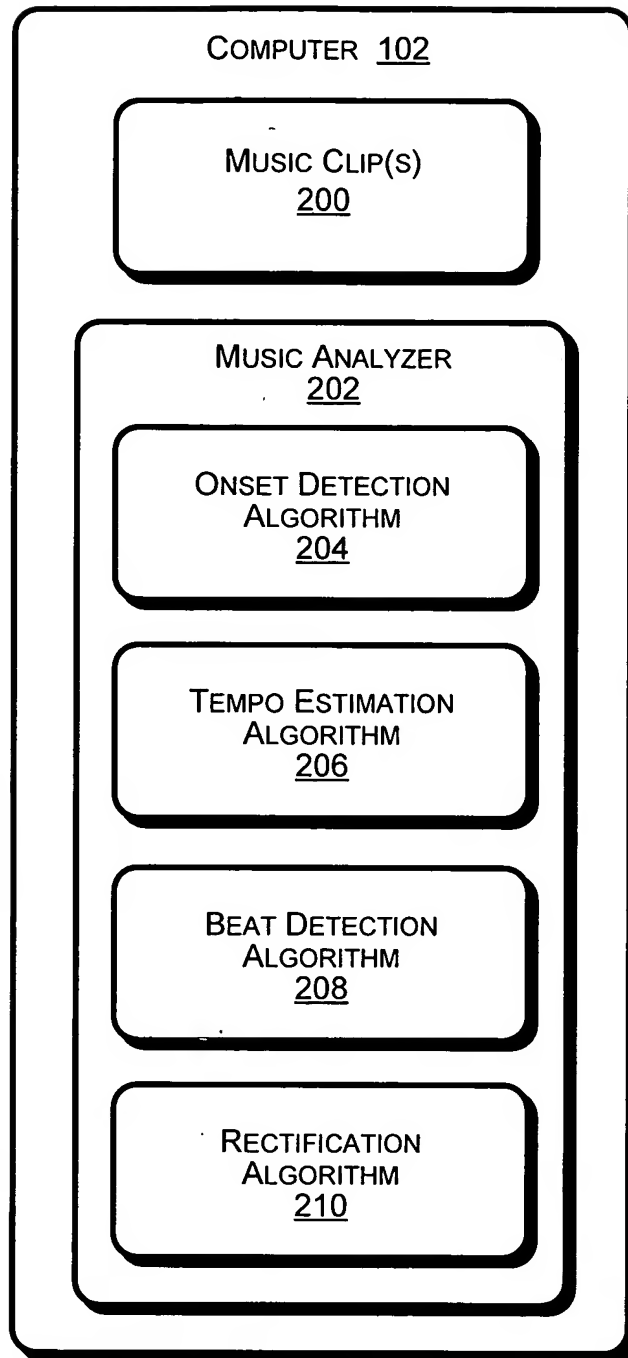 COMPUTER 102
MUSIC CLIP(S)
200
MUSIC ANALYZER
202
ONSET DETECTION
ALGORITHM
204
TEMPO ESTIMATION
ALGORITHM
206
BEAT DETECTION
ALGORITHM
208
RECTIFICATION
ALGORITHM
210